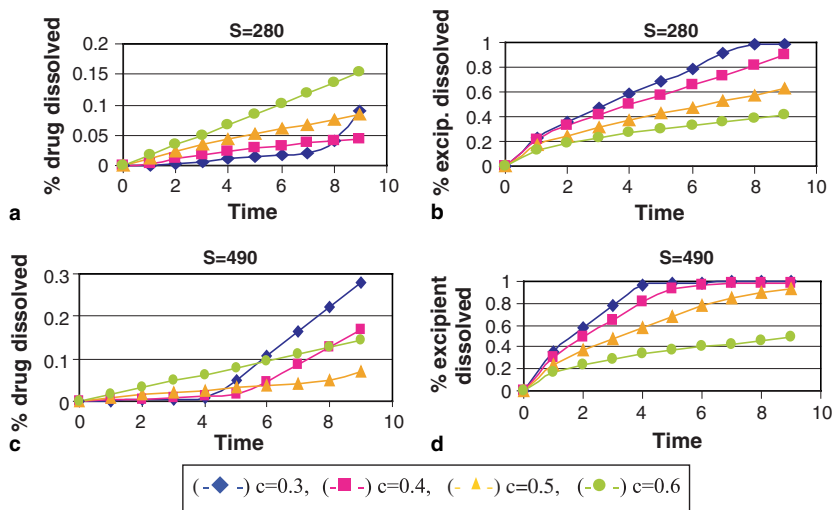 S=280
0.2
0.15
0.1
0.05
0
% drug dissolved
0 2 4 6 8 10
Time
a
S=280
1
0.8
0.6
0.4
0.2
0
% excip. dissolved
0 2 4 6 8 10
Time
b
S=490
0.3
0.2
0.1
0
% drug dissolved
0 2 4 6 8 10
Time
c
S=490
1
0.8
0.6
0.4
0.2
0
% excipient
dissolved
0 2 4 6 8 10
Time
d
(--) c=0.3, (--) c=0.4, (--) c=0.5, (--) c=0.6